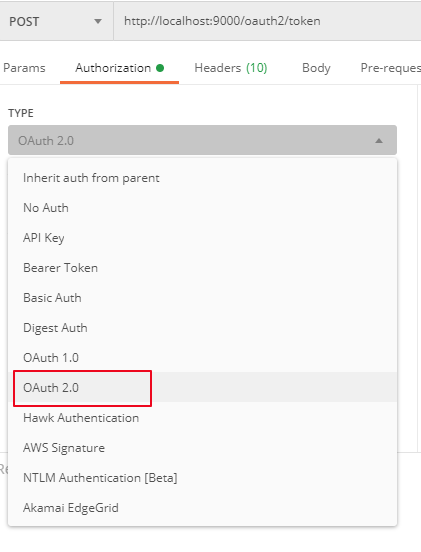 POST http://localhost:9000/oauth2/token
Params Authorization Headers (10) Body Pre-reques
TYPE
OAuth 2.0
Inherit auth from parent
No Auth
API Key
Bearer Token
Basic Auth
Digest Auth
OAuth 1.0
OAuth 2.0
Hawk Authentication
AWS Signature
NTLM Authentication [Beta]
Akamai EdgeGrid